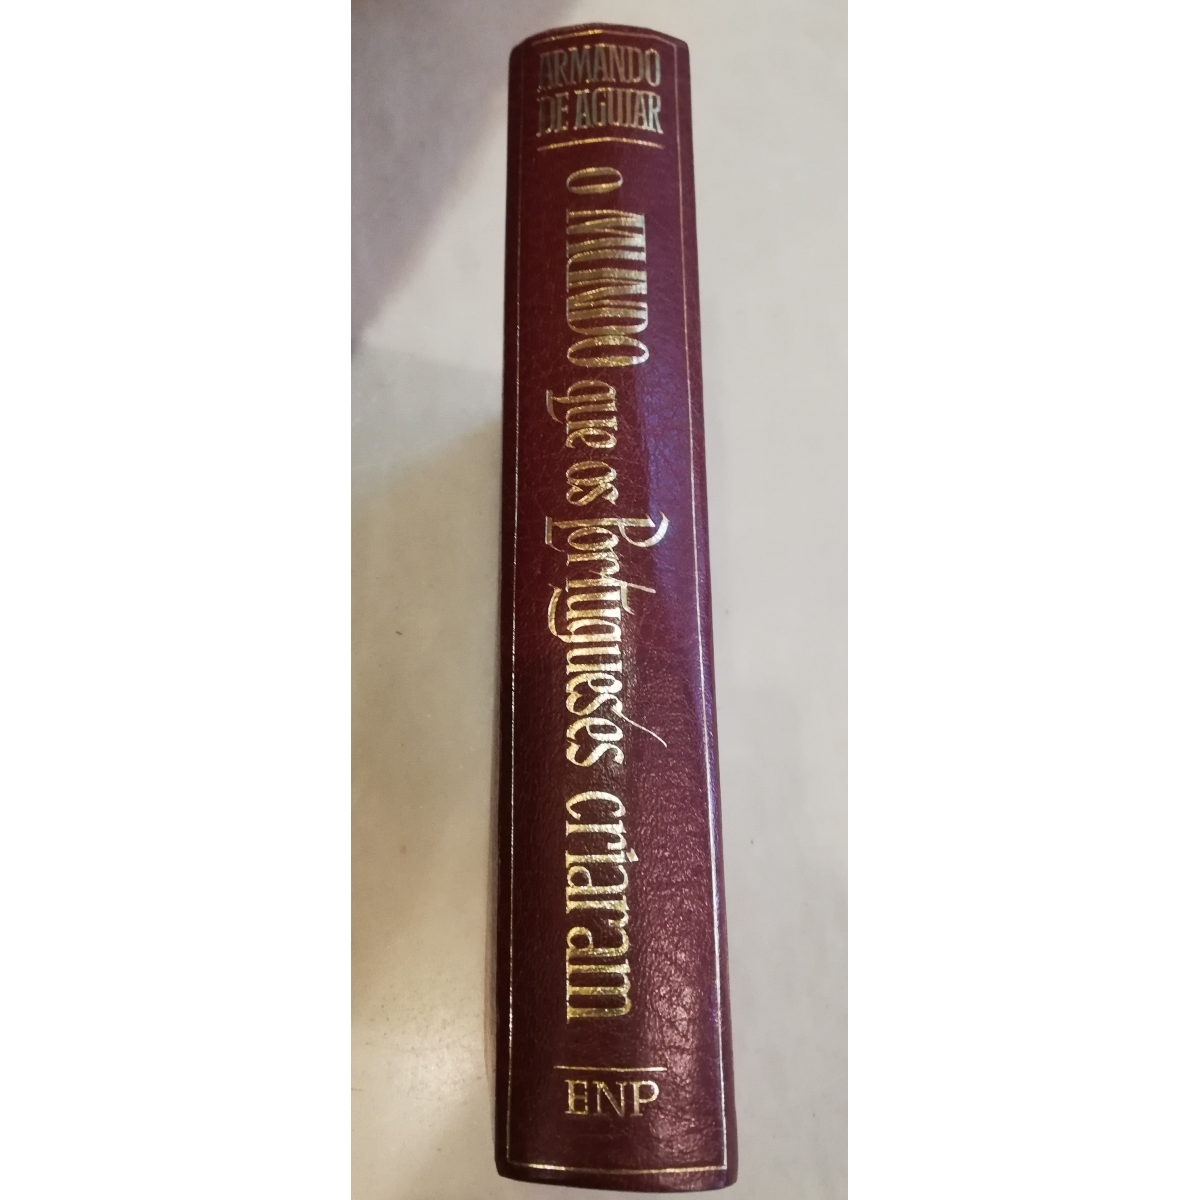 ARMANDO
DE AGUIAR
O MUNDO que os Portugueses criaram
ENP